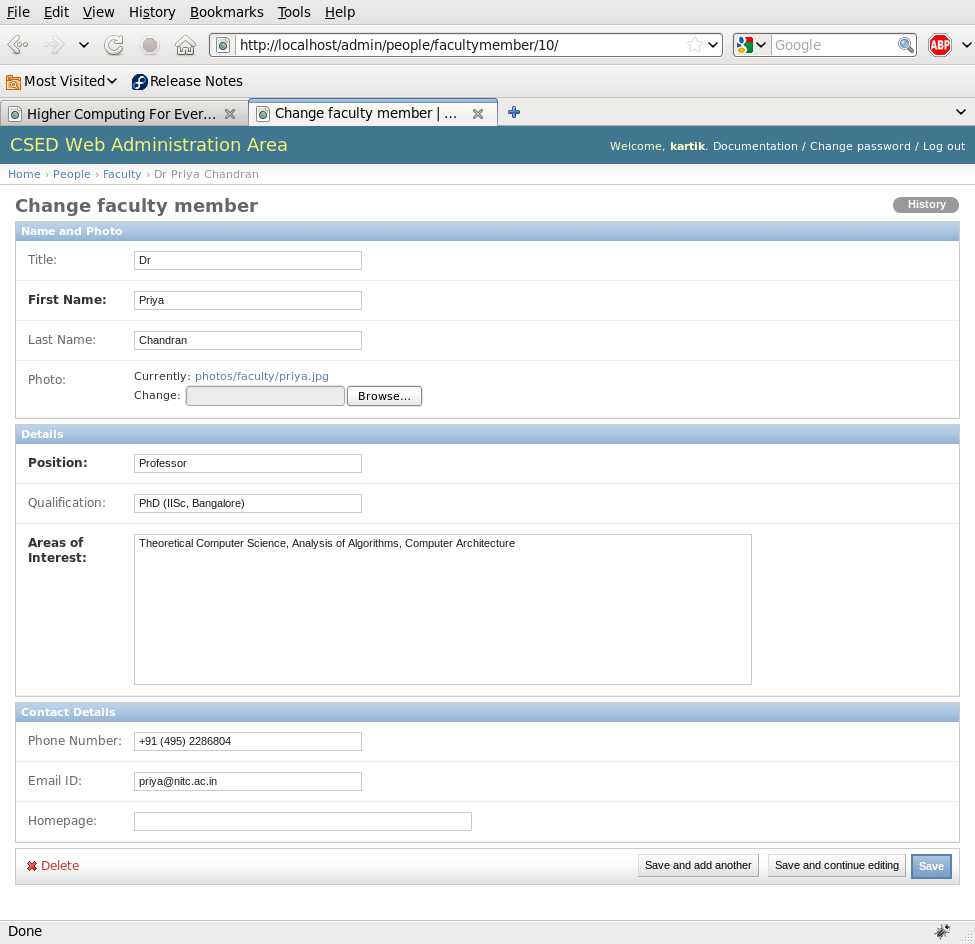 File Edit View History Bookmarks Tools Help
http://localhost/admin/people/facultymember/10/ Google ABP
Most Visited Release Notes
Higher Computing For Ever... Change faculty member | ...
CSED Web Administration Area Welcome, kartik. Documentation / Change password / Log out
Home › People › Faculty › Dr Priya Chandran
Change faculty member History
Name and Photo
Title: Dr
First Name: Priya
Last Name: Chandran
Photo: Currently: photos/faculty/priya.jpg
Change: Browse...
Details
Position: Professor
Qualification: PhD (IISc, Bangalore)
Areas of Theoretical Computer Science, Analysis of Algorithms, Computer Architecture
Interest:
Contact Details
Phone Number: +91 (495) 2286804
Email ID: priya@nitc.ac.in
Homepage:
Delete Save and add another Save and continue editing Save
Done